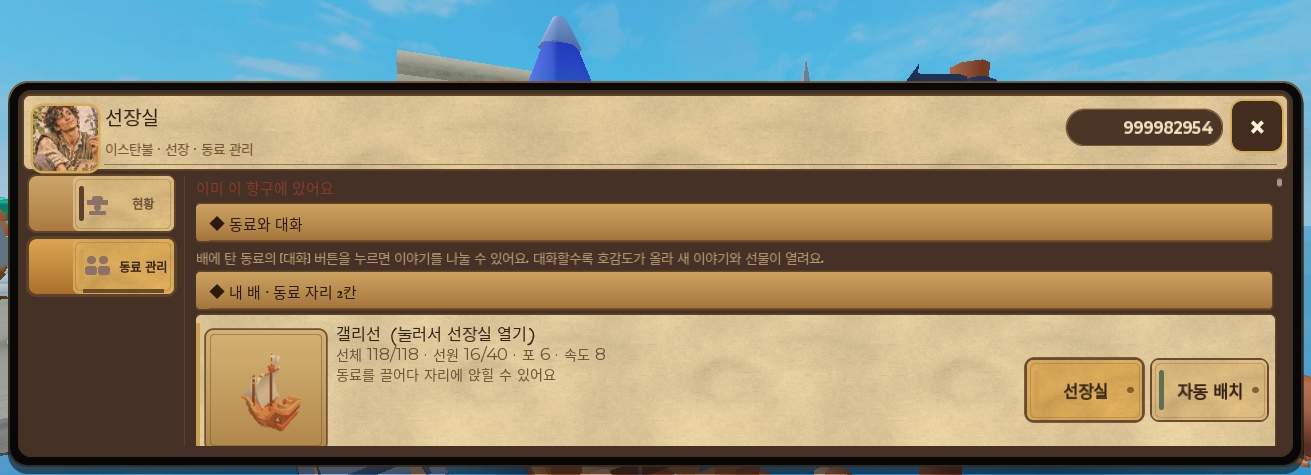 선장실
이스탄불 · 선장 · 동료 관리
999982954
×
현황
동료 관리
이미 이 항구에 있어요
◆ 동료와 대화
배에 탄 동료의 [대화] 버튼을 누르면 이야기를 나눌 수 있어요. 대화할수록 호감도가 올라 새 이야기와 선물이 열려요.
◆ 내 배 · 동료 자리 2칸
갤리선 (눌러서 선장실 열기)
선체 118/118 · 선원 16/40 · 포 6 · 속도 8
동료를 끌어다 자리에 앉힐 수 있어요
선장실
자동 배치